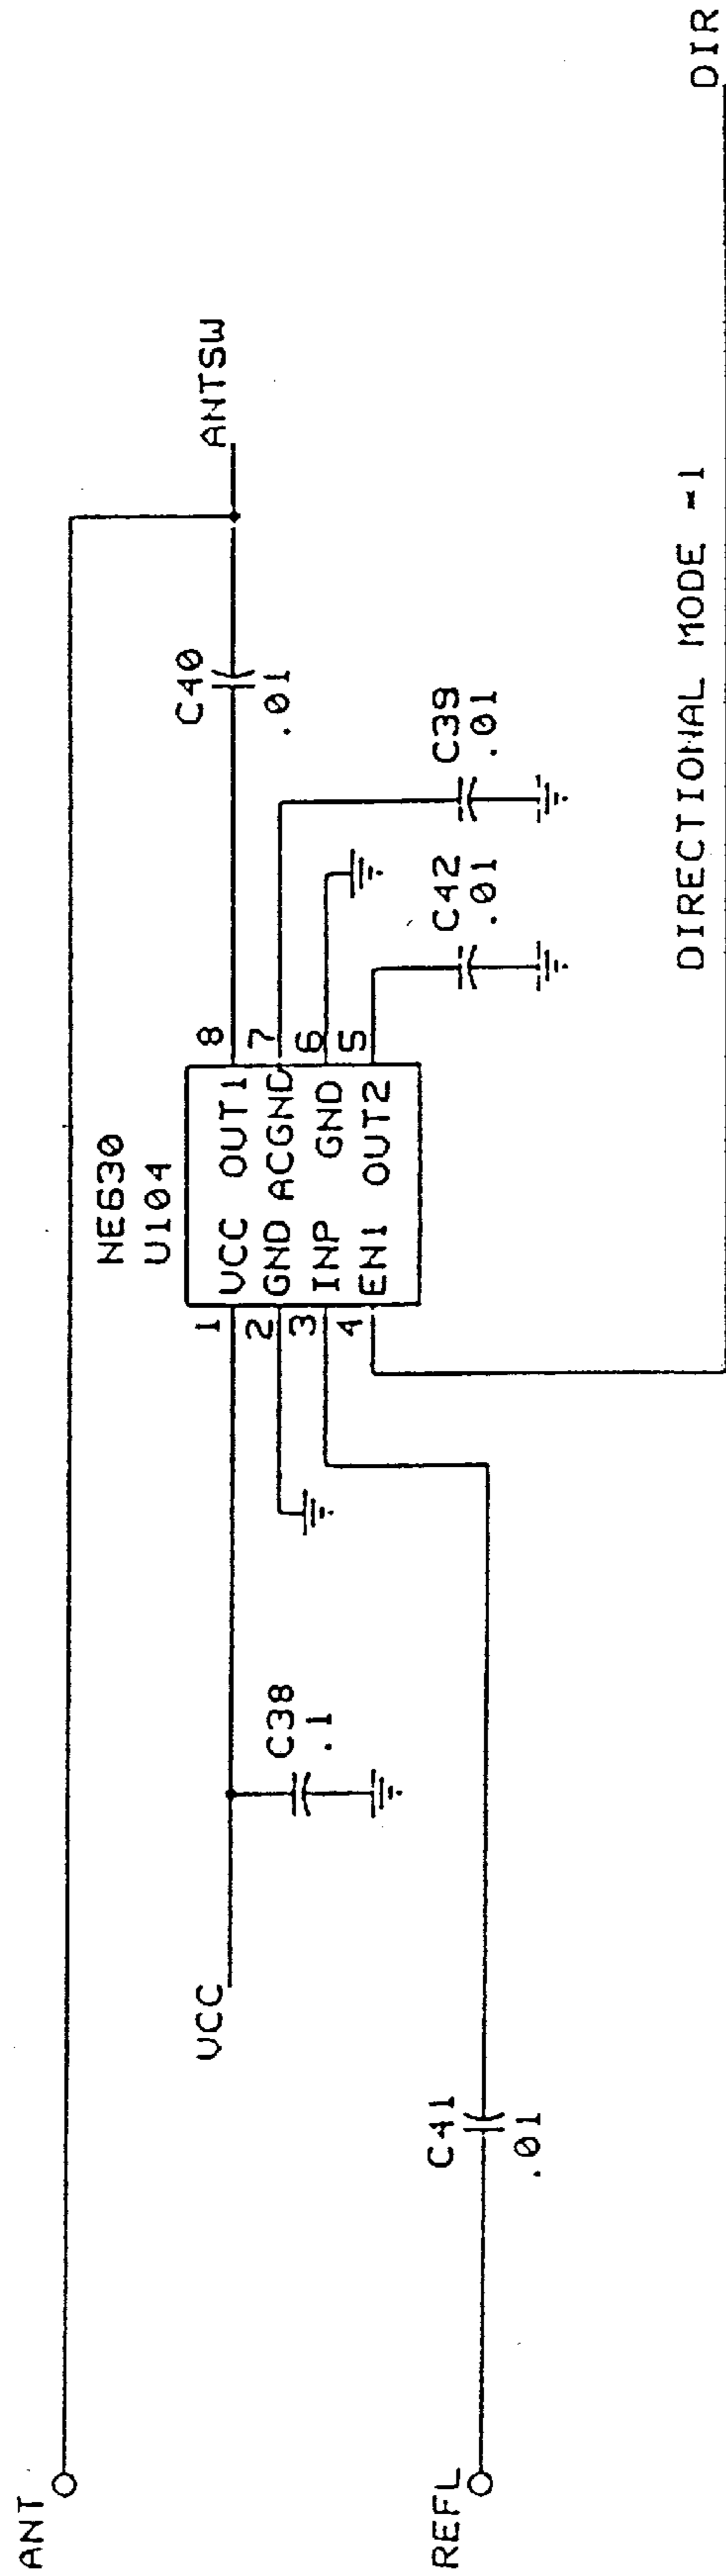 ANT
NE630
U104
VCC
C38
.1
1
2
3
4
VCC OUT1
GND ACGND
INP GND
EN1 OUT2
8
7
6
5
C40
.01
ANTSW
C42
.01
C39
.01
C41
.01
REFL
DIRECTIONAL MODE =1
DIR